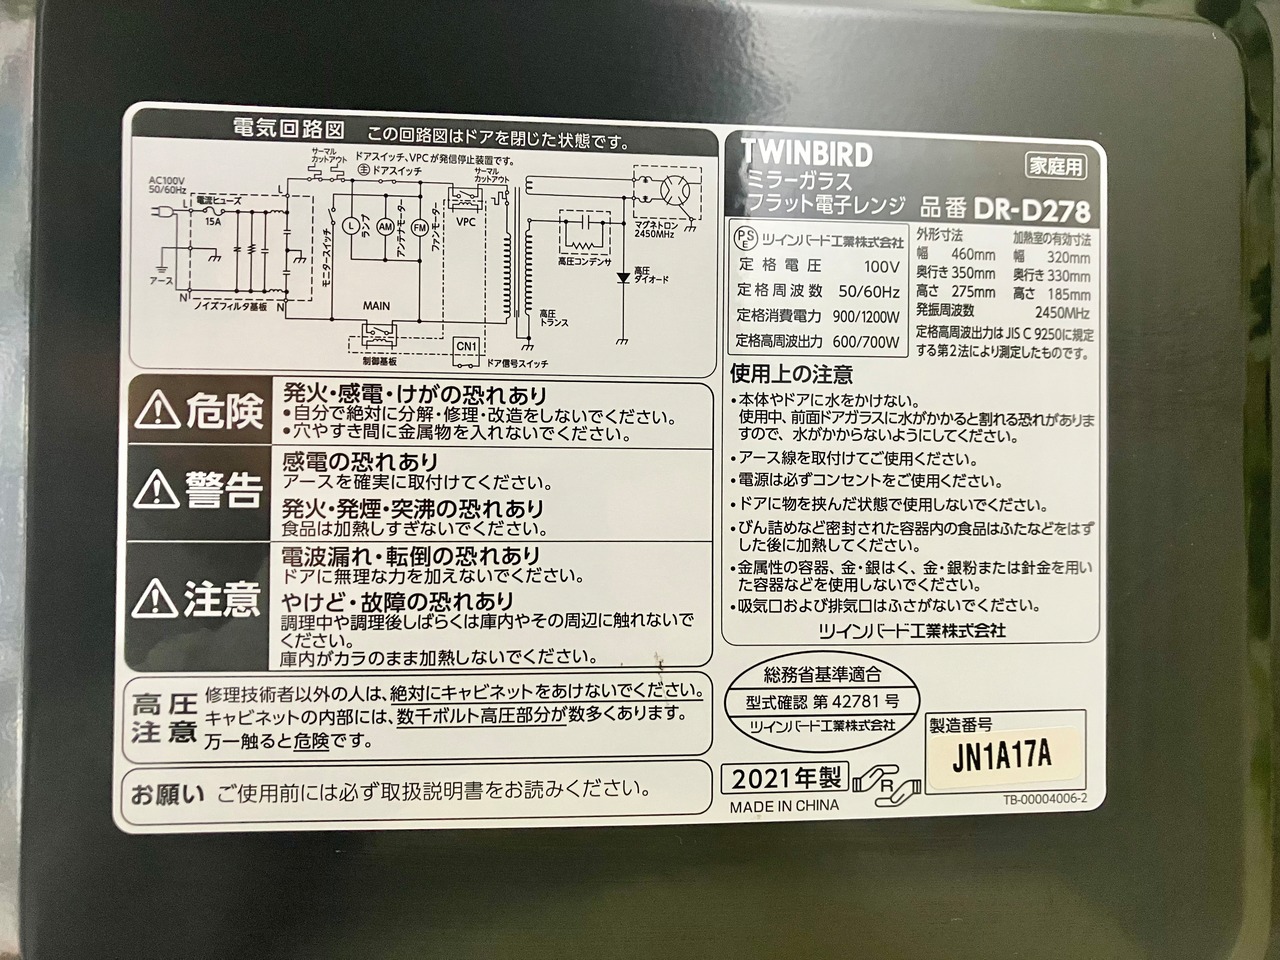 電気回路図 この回路図はドアを閉じた状態です。
サーマル
カットアウト
ドアスイッチ、VPCが発信停止装置です。
主 ドアスイッチ
サーマル
カットアウト
AC100V
50/60Hz
L
L
電流ヒューズ
15A
モニタースイッチ
L
ランプ
AM
アンテナモーター
FM
ファンモーター
VPC
マグネトロン
2450MHz
高圧コンデンサ
高圧
ダイオード
アース
N
N
ノイズフィルタ基板
MAIN
高圧
トランス
制御基板
CN1
ドア信号スイッチ
危険
発火・感電・けがの恐れあり
•自分で絶対に分解・修理・改造をしないでください。
•穴やすき間に金属物を入れないでください。
警告
感電の恐れあり
アースを確実に取付けてください。
発火・発煙・突沸の恐れあり
食品は加熱しすぎないでください。
注意
電波漏れ・転倒の恐れあり
ドアに無理な力を加えないでください。
やけど・故障の恐れあり
調理中や調理後しばらくは庫内やその周辺に触れないで
ください。
庫内がカラのまま加熱しないでください。
高圧
注意
修理技術者以外の人は、絶対にキャビネットをあけないでください。
キャビネットの内部には、数千ボルト高圧部分が数多くあります。
万一触ると危険です。
お願い ご使用前には必ず取扱説明書をお読みください。
TWINBIRD
家庭用
ミラーガラス
フラット電子レンジ 品番 DR-D278
PSE ツインバード工業株式会社
定格電圧 100V
定格周波数 50/60Hz
定格消費電力 900/1200W
定格高周波出力 600/700W
外形寸法 加熱室の有効寸法
幅 460mm 幅 320mm
奥行き 350mm 奥行き 330mm
高さ 275mm 高さ 185mm
発振周波数 2450MHz
定格高周波出力はJIS C 9250に規定
する第2法により測定したものです。
使用上の注意
•本体やドアに水をかけない。
使用中、前面ドアガラスに水がかかると割れる恐れがありま
すので、水がかからないようにしてください。
•アース線を取付けてご使用ください。
•電源は必ずコンセントをご使用ください。
•ドアに物を挟んだ状態で使用しないでください。
•びん詰めなど密封された容器内の食品はふたなどをはず
した後に加熱してください。
•金属性の容器、金・銀はく、金・銀粉または針金を用い
た容器などを使用しないでください。
•吸気口および排気口はふさがないでください。
ツインバード工業株式会社
総務省基準適合
型式確認 第 42781 号
ツインバード工業株式会社
製造番号
JN1A17A
2021年製
R
MADE IN CHINA
TB-00004006-2